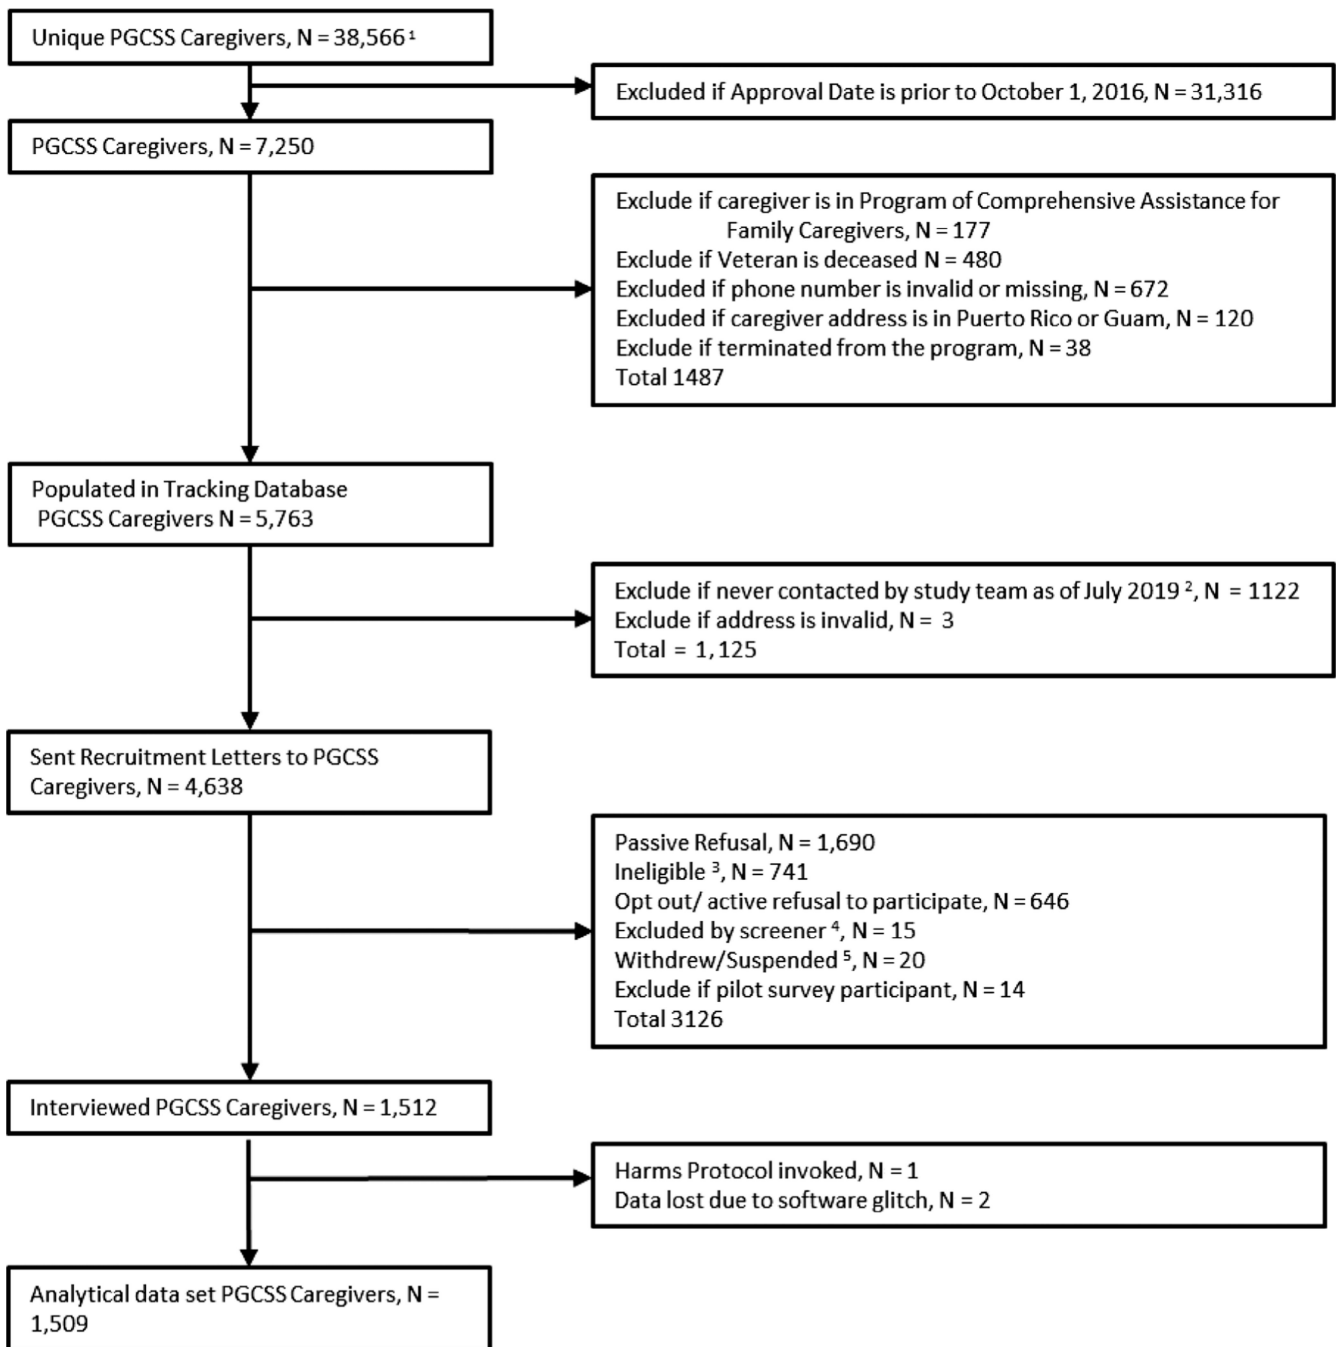 Unique PGCSS Caregivers, N = 38,566 ¹
Excluded if Approval Date is prior to October 1, 2016, N = 31,316
PGCSS Caregivers, N = 7,250
Exclude if caregiver is in Program of Comprehensive Assistance for
Family Caregivers, N = 177
Exclude if Veteran is deceased N = 480
Excluded if phone number is invalid or missing, N = 672
Excluded if caregiver address is in Puerto Rico or Guam, N = 120
Exclude if terminated from the program, N = 38
Total 1487
Populated in Tracking Database
PGCSS Caregivers N = 5,763
Exclude if never contacted by study team as of July 2019 ², N = 1122
Exclude if address is invalid, N = 3
Total = 1,125
Sent Recruitment Letters to PGCSS
Caregivers, N = 4,638
Passive Refusal, N = 1,690
Ineligible ³, N = 741
Opt out/ active refusal to participate, N = 646
Excluded by screener ⁴, N = 15
Withdrew/Suspended ⁵, N = 20
Exclude if pilot survey participant, N = 14
Total 3126
Interviewed PGCSS Caregivers, N = 1,512
Harms Protocol invoked, N = 1
Data lost due to software glitch, N = 2
Analytical data set PGCSS Caregivers, N =
1,509